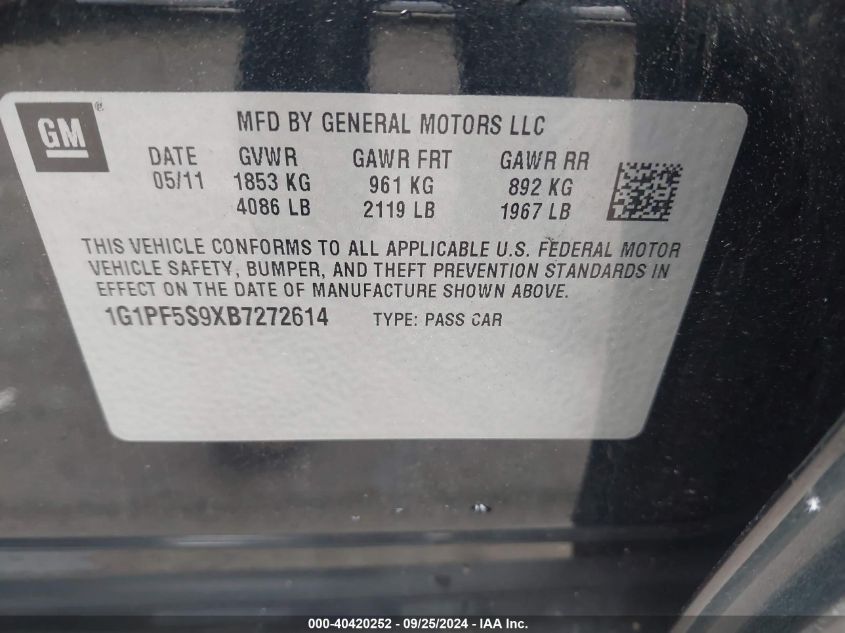 GM ®
MFD BY GENERAL MOTORS LLC
DATE GVWR GAWR FRT GAWR RR
05/11 1853 KG 961 KG 892 KG
4086 LB 2119 LB 1967 LB
THIS VEHICLE CONFORMS TO ALL APPLICABLE U.S. FEDERAL MOTOR
VEHICLE SAFETY, BUMPER, AND THEFT PREVENTION STANDARDS IN
EFFECT ON THE DATE OF MANUFACTURE SHOWN ABOVE.
1G1PF5S9XB7272614 TYPE: PASS CAR
000-40420252 - 09/25/2024 - IAA Inc.